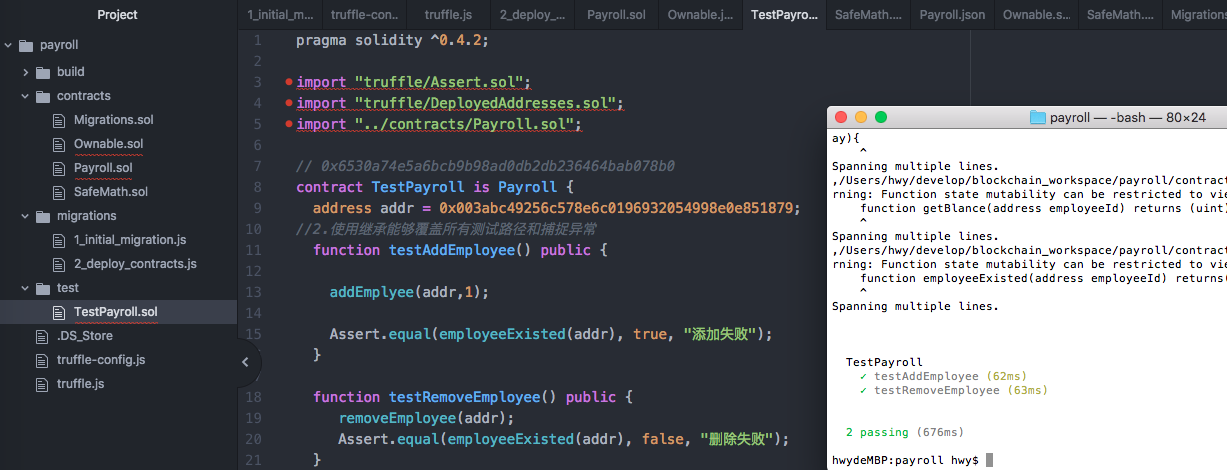 Project
payroll
build
contracts
Migrations.sol
Ownable.sol
Payroll.sol
SafeMath.sol
migrations
1_initial_migration.js
2_deploy_contracts.js
test
TestPayroll.sol
.DS_Store
truffle-config.js
truffle.js
1_initial_m... truffle-con... truffle.js 2_deploy_... Payroll.sol Ownable.j... TestPayro... SafeMath.... Payroll.json Ownable.s... SafeMath.... Migrations
1 pragma solidity ^0.4.2;
2
3 import "truffle/Assert.sol";
4 import "truffle/DeployedAddresses.sol";
5 import "../contracts/Payroll.sol";
6
7 // 0x6530a74e5a6bcb9b98ad0db2db236464bab078b0
8 contract TestPayroll is Payroll {
9 address addr = 0x003abc49256c578e6c0196932054998e0e851879;
10 //2.使用继承能够覆盖所有测试路径和捕捉异常
11 function testAddEmployee() public {
12
13 addEmplyee(addr,1);
14
15 Assert.equal(employeeExisted(addr), true, "添加失败");
16 }
18 function testRemoveEmployee() public {
19 removeEmployee(addr);
20 Assert.equal(employeeExisted(addr), false, "删除失败");
21 }
payroll — -bash — 80×24
ay){
^
Spanning multiple lines.
,/Users/hwy/develop/blockchain_workspace/payroll/contract
rning: Function state mutability can be restricted to vie
function getBlance(address employeeId) returns (uint)
^
Spanning multiple lines.
,/Users/hwy/develop/blockchain_workspace/payroll/contract
rning: Function state mutability can be restricted to vie
function employeeExisted(address employeeId) returns(
^
Spanning multiple lines.
TestPayroll
✓ testAddEmployee (62ms)
✓ testRemoveEmployee (63ms)
2 passing (676ms)
hwydeMBP:payroll hwy$